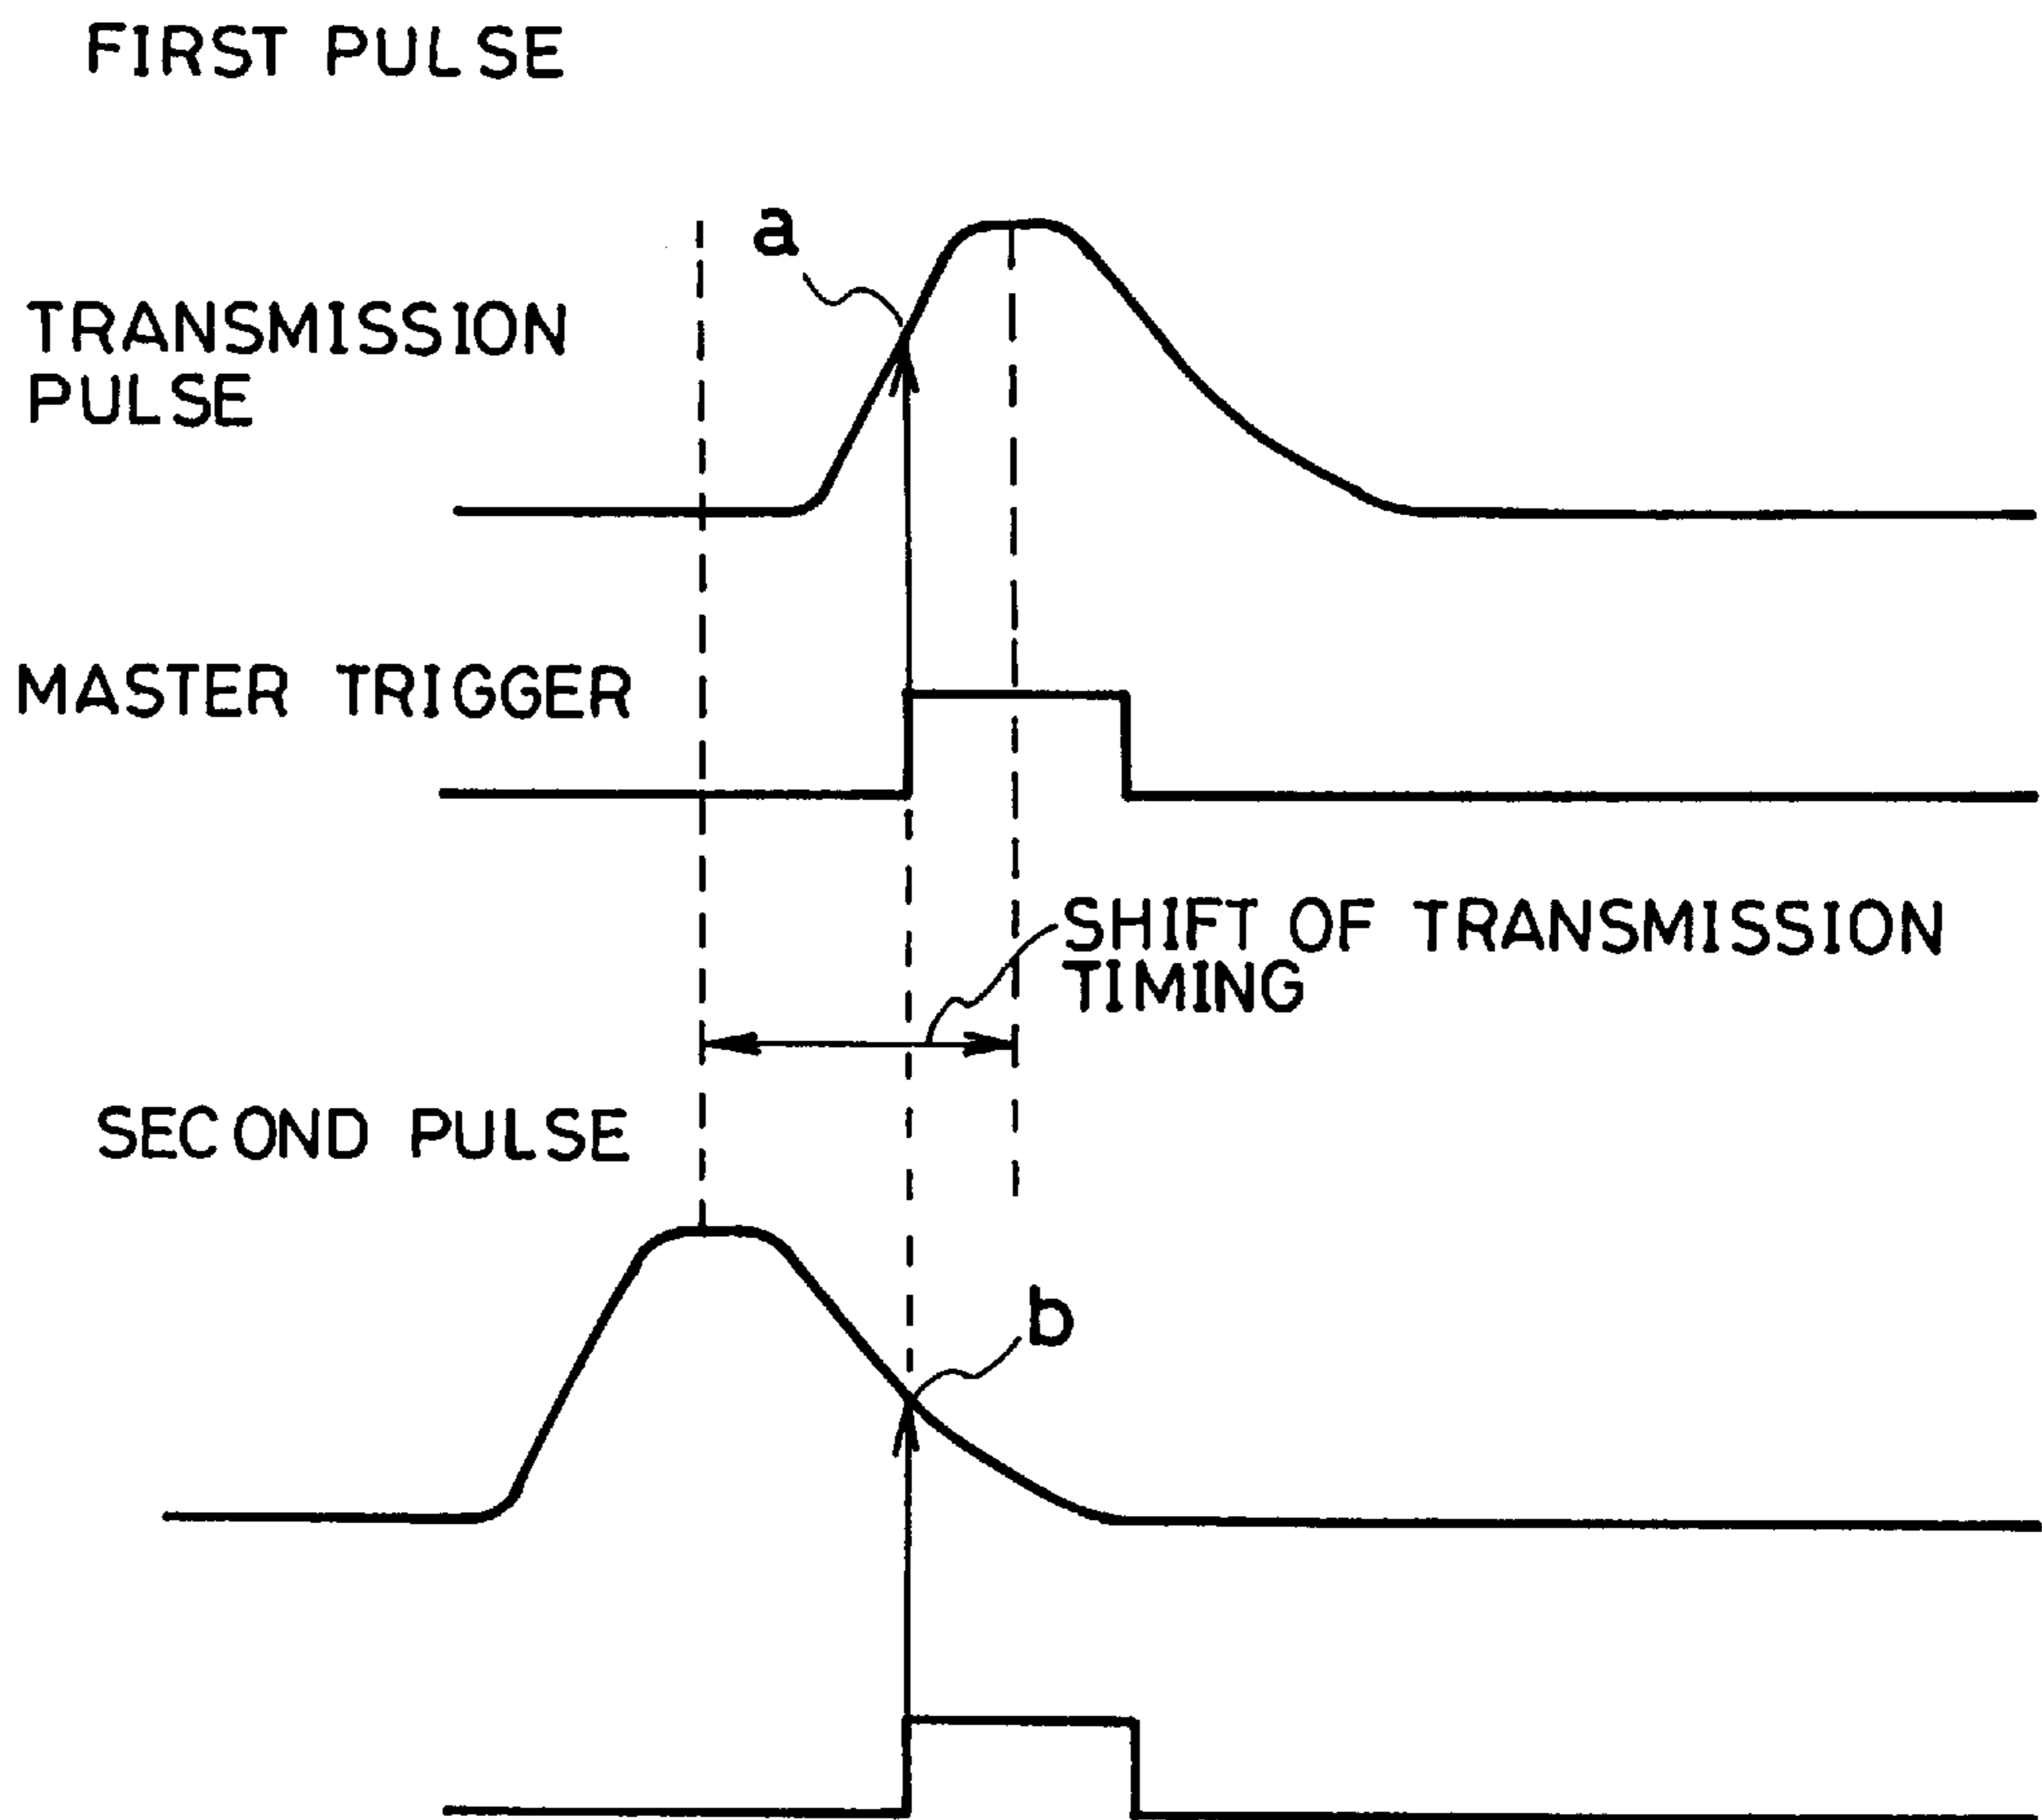 FIRST PULSE
a
TRANSMISSION
PULSE
MASTER TRIGGER
SHIFT OF TRANSMISSION
TIMING
SECOND PULSE
b